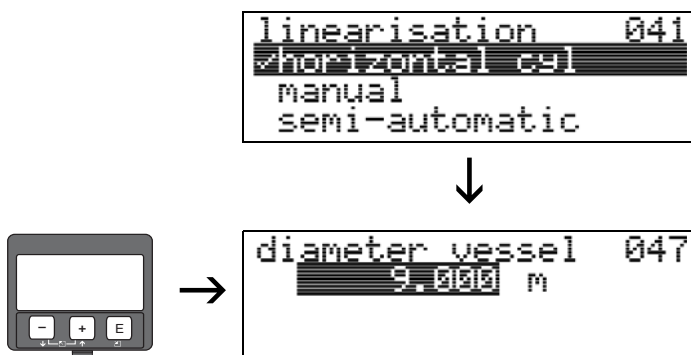 linearisation 041
✓horizontal cyl
manual
semi-automatic
diameter vessel 047
9.000 m
- + E